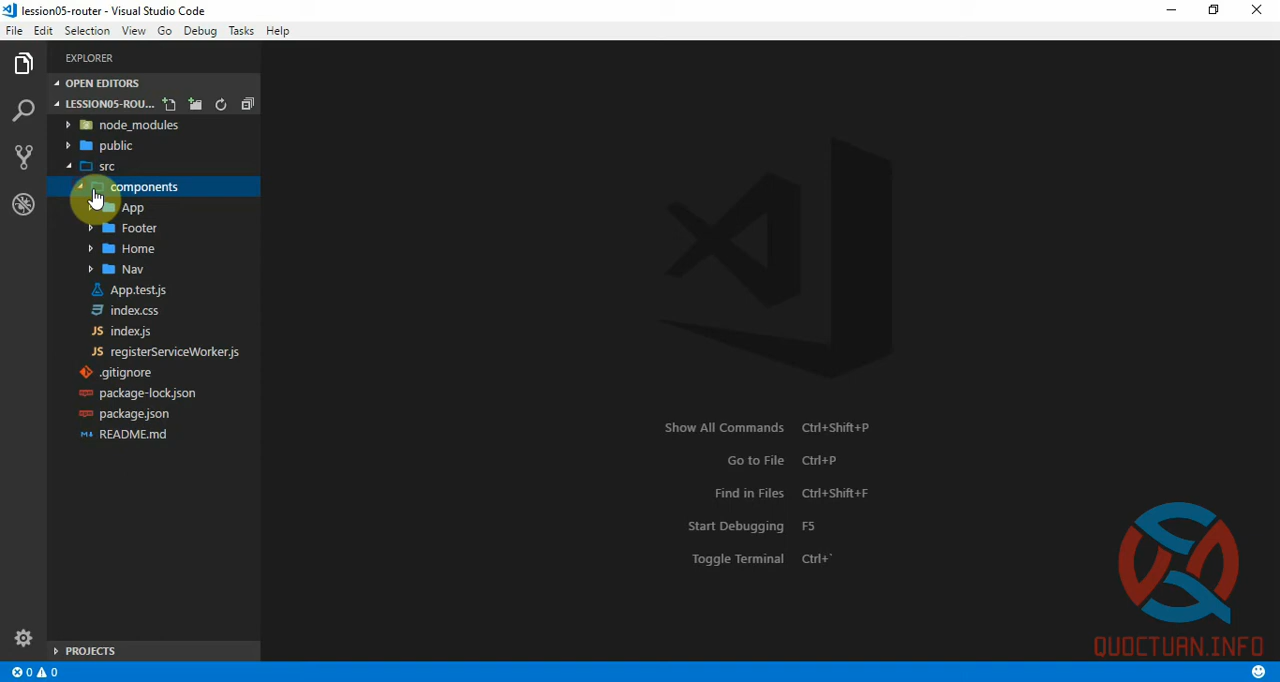 lession05-router - Visual Studio Code
File Edit Selection View Go Debug Tasks Help
EXPLORER
OPEN EDITORS
LESSION05-ROU...
node_modules
public
src
components
App
Footer
Home
Nav
App.test.js
index.css
JS index.js
JS registerServiceWorker.js
.gitignore
package-lock.json
package.json
README.md
PROJECTS
0 0
Show All Commands Ctrl+Shift+P
Go to File Ctrl+P
Find in Files Ctrl+Shift+F
Start Debugging F5
Toggle Terminal Ctrl+`
QUOCTUAN.INFO